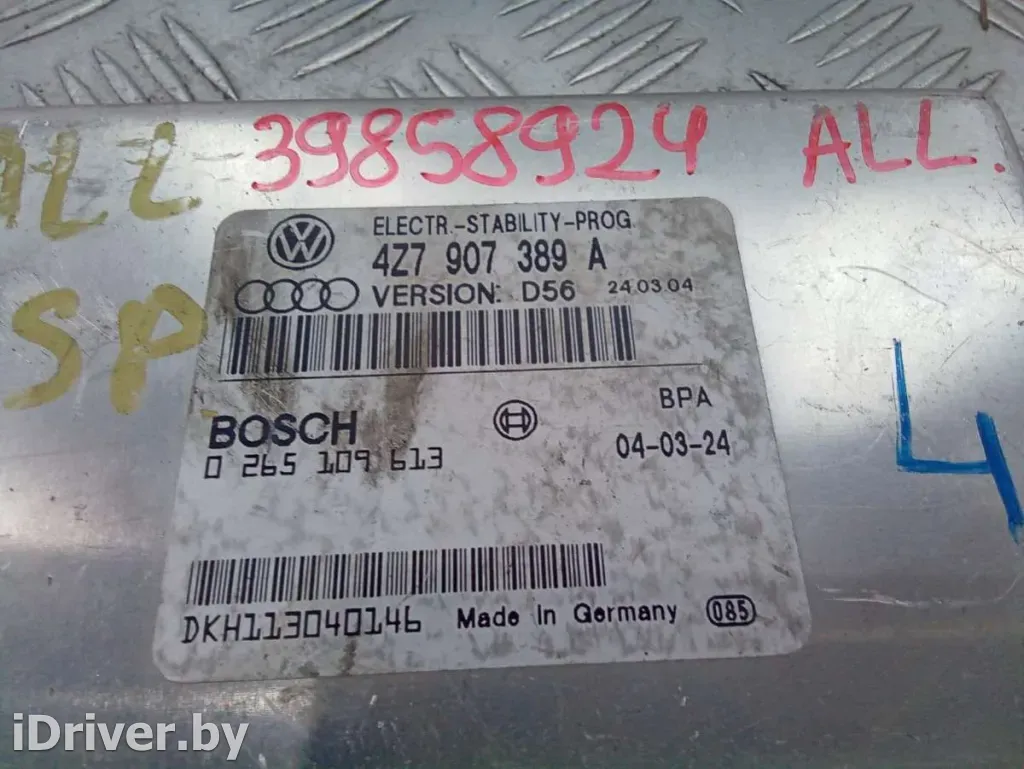 39858924 ALL.
SP
ELECTR.-STABILITY-PROG
4Z7 907 389 A
VERSION: D56 24.03.04
BPA
BOSCH
04-03-24
0 265 109 613
4
DKH113040146 Made In Germany 085
iDriver.by